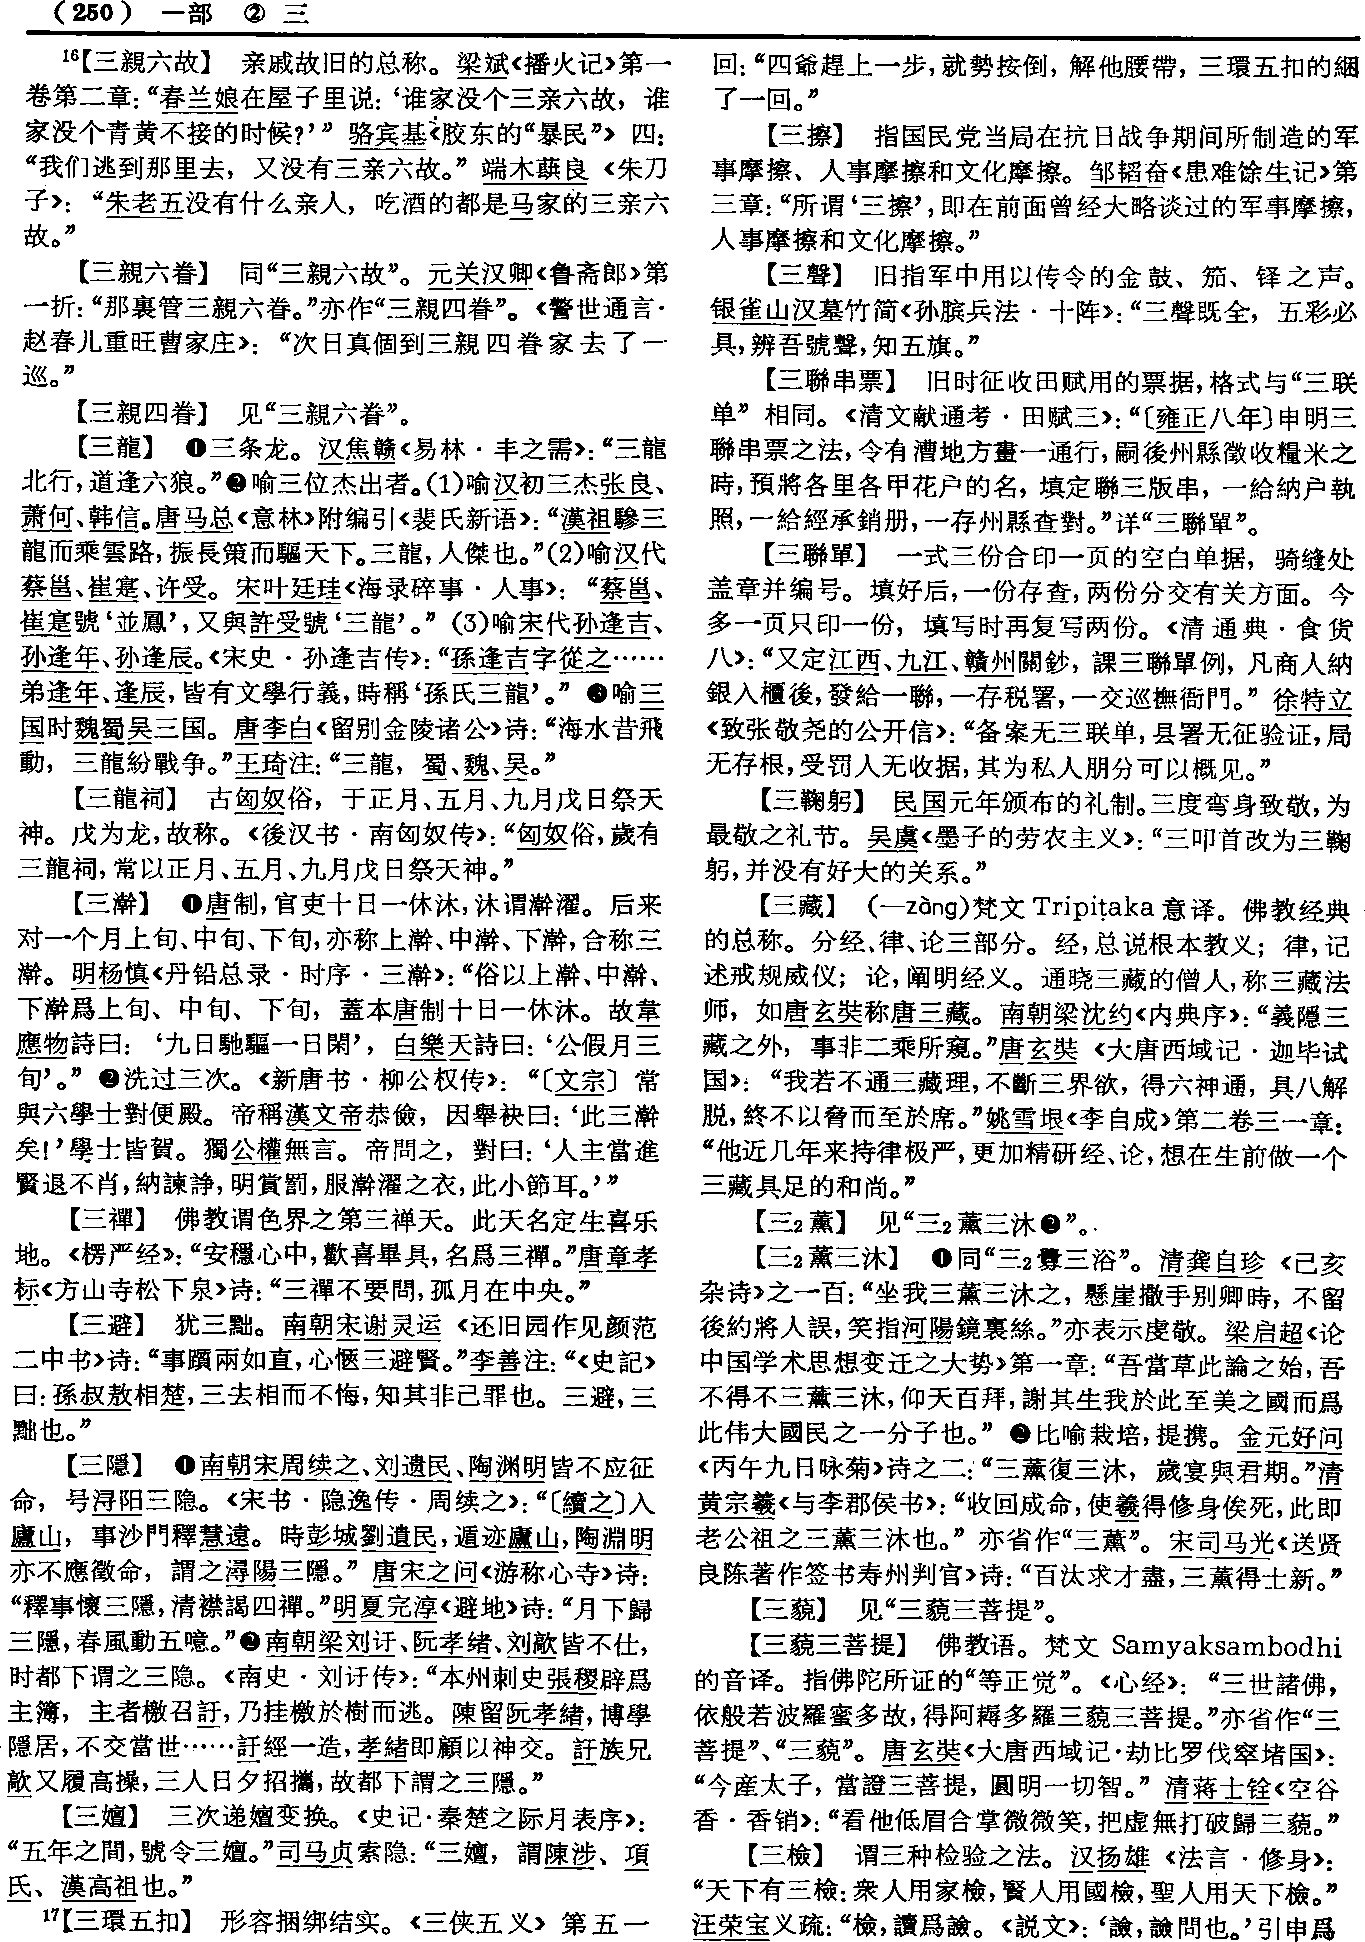 （250） 一部 ② 三
16【三親六故】 亲戚故旧的总称。梁斌《播火记》第一
卷第二章：“春兰娘在屋子里说：‘谁家没个三亲六故，谁
家没个青黄不接的时候？’” 骆宾基《胶东的“暴民”》 四：
“我们逃到那里去，又没有三亲六故。” 端木蕻良 《朱刀
子》：“朱老五没有什么亲人，吃酒的都是马家的三亲六
故。”
【三親六眷】 同“三親六故”。元关汉卿《鲁斋郎》第
一折：“那裏管三親六眷。”亦作“三親四眷”。《警世通言·
赵春儿重旺曹家庄》：“次日真個到三親四眷家去了一
巡。”
【三親四眷】 见“三親六眷”。
【三龍】 ❶三条龙。汉焦赣《易林·丰之需》：“三龍
北行，道逢六狼。”❷喻三位杰出者。(1)喻汉初三杰张良、
萧何、韩信。唐马总《意林》附编引《裴氏新语》：“漢祖驂三
龍而乘雲路，振長策而驅天下。三龍，人傑也。”(2)喻汉代
蔡邕、崔寔、许受。宋叶廷珪《海录碎事·人事》：“蔡邕、
崔寔號‘並鳳’，又與許受號‘三龍’。” (3)喻宋代孙逢吉、
孙逢年、孙逢辰。《宋史·孙逢吉传》：“孫逢吉字從之……
弟逢年、逢辰，皆有文學行義，時稱‘孫氏三龍’。” ❸喻三
国时魏蜀吴三国。唐李白《留别金陵诸公》诗：“海水昔飛
動，三龍紛戰争。”王琦注：“三龍，蜀、魏、吴。”
【三龍祠】 古匈奴俗，于正月、五月、九月戊日祭天
神。戊为龙，故称。《後汉书·南匈奴传》：“匈奴俗，歲有
三龍祠，常以正月、五月、九月戊日祭天神。”
【三澣】 ❶唐制，官吏十日一休沐，沐谓澣濯。后来
对一个月上旬、中旬、下旬，亦称上澣、中澣、下澣，合称三
澣。明杨慎《丹铅总录·时序·三澣》：“俗以上澣、中澣、
下澣爲上旬、中旬、下旬，蓋本唐制十日一休沐。故韋
應物詩曰：‘九日馳驅一日閑’，白樂天詩曰：‘公假月三
旬’。” ❷洗过三次。《新唐书·柳公权传》：“〔文宗〕常
與六學士對便殿。帝稱漢文帝恭儉，因舉袂曰：‘此三澣
矣！’學士皆賀。獨公權無言。帝問之，對曰：‘人主當進
賢退不肖，納諫諍，明賞罰，服澣濯之衣，此小節耳。’”
【三禪】 佛教谓色界之第三禅天。此天名定生喜乐
地。《楞严经》：“安穩心中，歡喜畢具，名爲三禪。”唐章孝
标《方山寺松下泉》诗：“三禪不要問，孤月在中央。”
【三避】 犹三黜。南朝宋谢灵运 《还旧园作见颜范
二中书》诗：“事躓兩如直，心愜三避賢。”李善注：“《史記》
曰：孫叔敖相楚，三去相而不悔，知其非己罪也。三避，三
黜也。”
【三隱】 ❶南朝宋周续之、刘遗民、陶渊明皆不应征
命，号浔阳三隐。《宋书·隐逸传·周续之》：“〔續之〕入
廬山，事沙門釋慧遠。時彭城劉遺民，遁迹廬山，陶淵明
亦不應徵命，謂之潯陽三隱。” 唐宋之问《游称心寺》诗：
“釋事懷三隱，清襟謁四禪。”明夏完淳《避地》诗：“月下歸
三隱，春風動五噫。”❷南朝梁刘讦、阮孝绪、刘歊皆不仕，
时都下谓之三隐。《南史·刘讦传》：“本州刺史張稷辟爲
主簿，主者檄召訏，乃挂檄於樹而逃。陳留阮孝緒，博學
隱居，不交當世……訏經一造，孝緒即顧以神交。訏族兄
歊又履高操，三人日夕招攜，故都下謂之三隱。”
【三嬗】 三次递嬗变换。《史记·秦楚之际月表序》：
“五年之間，號令三嬗。”司马贞索隐：“三嬗，謂陳涉、項
氏、漢高祖也。”
17【三環五扣】 形容捆绑结实。《三侠五义》 第五一
回：“四爺趕上一步，就勢按倒，解他腰帶，三環五扣的綑
了一回。”
【三擦】 指国民党当局在抗日战争期间所制造的军
事摩擦、人事摩擦和文化摩擦。邹韬奋《患难馀生记》第
三章：“所谓‘三擦’，即在前面曾经大略谈过的军事摩擦，
人事摩擦和文化摩擦。”
【三聲】 旧指军中用以传令的金鼓、笳、铎之声。
银雀山汉墓竹简《孙膑兵法·十阵》：“三聲既全，五彩必
具，辨吾號聲，知五旗。”
【三聯串票】 旧时征收田赋用的票据，格式与“三联
单” 相同。《清文献通考·田赋三》：“〔雍正八年〕申明三
聯串票之法，令有漕地方畫一通行，嗣後州縣徵收糧米之
時，預將各里各甲花户的名，填定聯三版串，一給納户執
照，一給經承銷册，一存州縣查對。”详“三聯單”。
【三聯單】 一式三份合印一页的空白单据，骑缝处
盖章并编号。填好后，一份存查，两份分交有关方面。今
多一页只印一份，填写时再复写两份。《清通典·食货
八》：“又定江西、九江、贛州關鈔，課三聯單例，凡商人納
銀入櫃後，發給一聯，一存税署，一交巡撫衙門。” 徐特立
《致张敬尧的公开信》：“备案无三联单，县署无征验证，局
无存根，受罚人无收据，其为私人朋分可以概见。”
【三鞠躬】 民国元年颁布的礼制。三度弯身致敬，为
最敬之礼节。吴虞《墨子的劳农主义》：“三叩首改为三鞠
躬，并没有好大的关系。”
【三藏】 (—zàng)梵文 Tripiṭaka 意译。佛教经典
的总称。分经、律、论三部分。经，总说根本教义；律，记
述戒规威仪；论，阐明经义。通晓三藏的僧人，称三藏法
师，如唐玄奘称唐三藏。南朝梁沈约《内典序》：“義隱三
藏之外，事非二乘所窺。”唐玄奘 《大唐西域记·迦毕试
国》：“我若不通三藏理，不斷三界欲，得六神通，具八解
脱，終不以脅而至於席。”姚雪垠《李自成》第二卷三一章：
“他近几年来持律极严，更加精研经、论，想在生前做一个
三藏具足的和尚。”
【三2薰】 见“三2薰三沐❷”。
【三2薰三沐】 ❶同“三2釁三浴”。清龚自珍 《己亥
杂诗》之一百：“坐我三薰三沐之，懸崖撒手别卿時，不留
後約將人誤，笑指河陽鏡裏絲。”亦表示虔敬。梁启超《论
中国学术思想变迁之大势》第一章：“吾當草此論之始，吾
不得不三薰三沐，仰天百拜，謝其生我於此至美之國而爲
此伟大國民之一分子也。” ❷比喻栽培，提携。金元好问
《丙午九日咏菊》诗之二：“三薰復三沐，歲宴與君期。”清
黄宗羲《与李郡侯书》：“收回成命，使羲得修身俟死，此即
老公祖之三薰三沐也。” 亦省作“三薰”。宋司马光《送贤
良陈著作签书寿州判官》诗：“百汰求才盡，三薰得士新。”
【三藐】 见“三藐三菩提”。
【三藐三菩提】 佛教语。梵文 Samyaksambodhi
的音译。指佛陀所证的“等正觉”。《心经》：“三世諸佛，
依般若波羅蜜多故，得阿耨多羅三藐三菩提。”亦省作“三
菩提”、“三藐”。唐玄奘《大唐西域记·劫比罗伐窣堵国》：
“今産太子，當證三菩提，圓明一切智。” 清蒋士铨《空谷
香·香销》：“看他低眉合掌微微笑，把虚無打破歸三藐。”
【三檢】 谓三种检验之法。汉扬雄 《法言·修身》：
“天下有三檢：衆人用家檢，賢人用國檢，聖人用天下檢。”
汪荣宝义疏：“檢，讀爲譣。《説文》：‘譣，譣問也。’引申爲